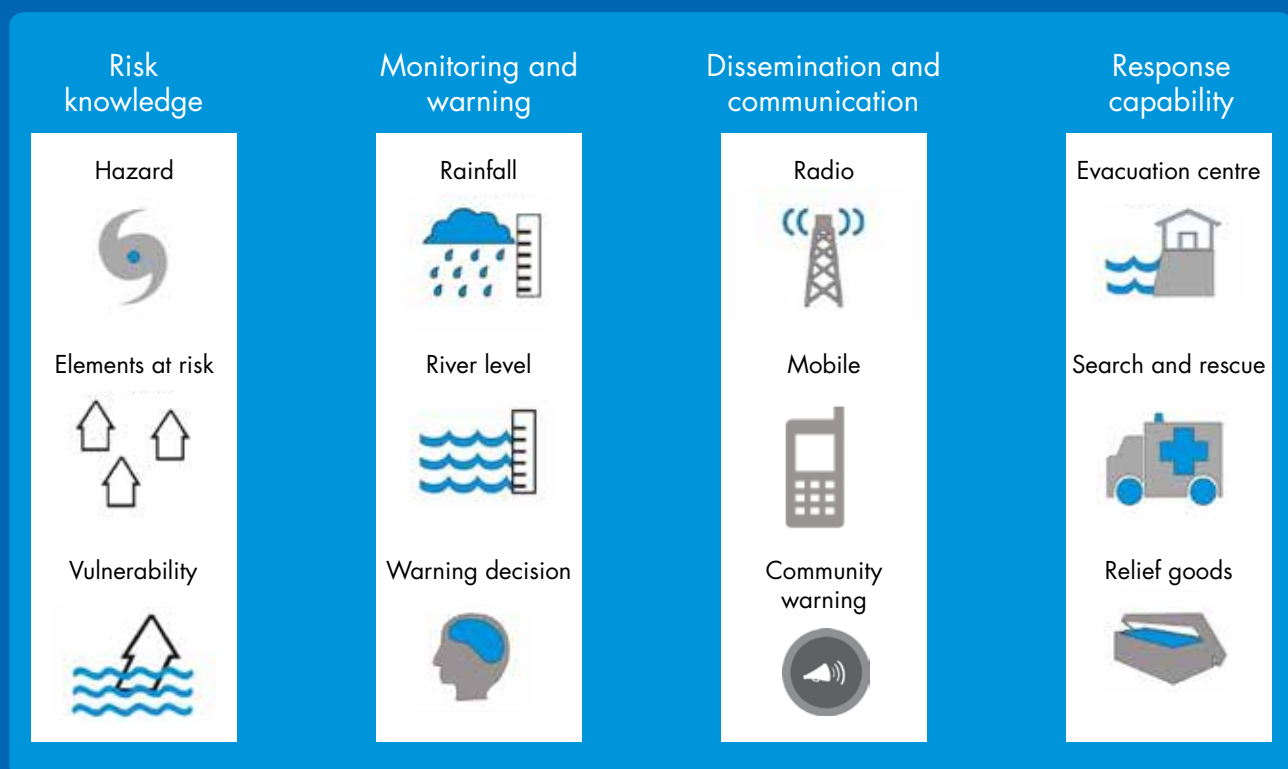 Risk
knowledge
Hazard
Elements at risk
Vulnerability
Monitoring and
warning
Rainfall
River level
Warning decision
Dissemination and
communication
Radio
Mobile
Community
warning
Response
capability
Evacuation centre
Search and rescue
Relief goods